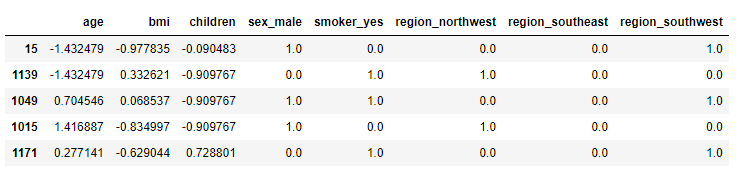 age bmi children sex_male smoker_yes region_northwest region_southeast region_southwest
15 -1.432479 -0.977835 -0.090483 1.0 0.0 0.0 0.0 1.0
1139 -1.432479 0.332621 -0.909767 0.0 1.0 1.0 0.0 0.0
1049 0.704546 0.068537 -0.909767 1.0 1.0 0.0 0.0 1.0
1015 1.416887 -0.834997 -0.909767 1.0 0.0 1.0 0.0 0.0
1171 0.277141 -0.629044 0.728801 0.0 1.0 0.0 0.0 1.0